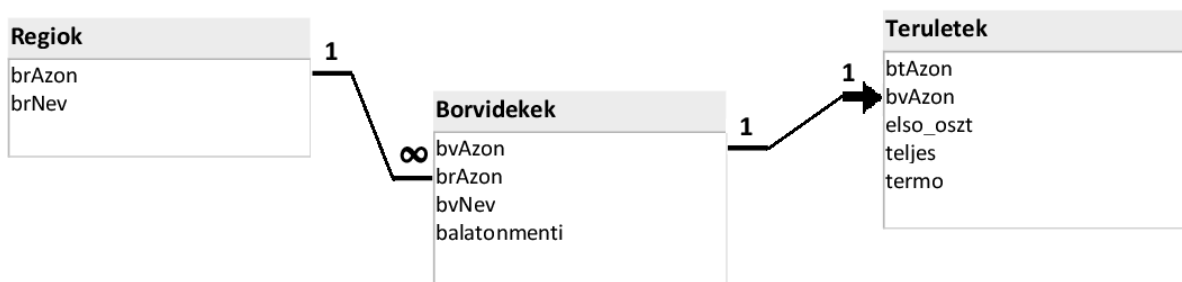 Regiok
brAzon
brNev
1
∞
Borvidekek
bvAzon
brAzon
bvNev
balatonmenti
1
1
Teruletek
btAzon
bvAzon
elso_oszt
teljes
termo